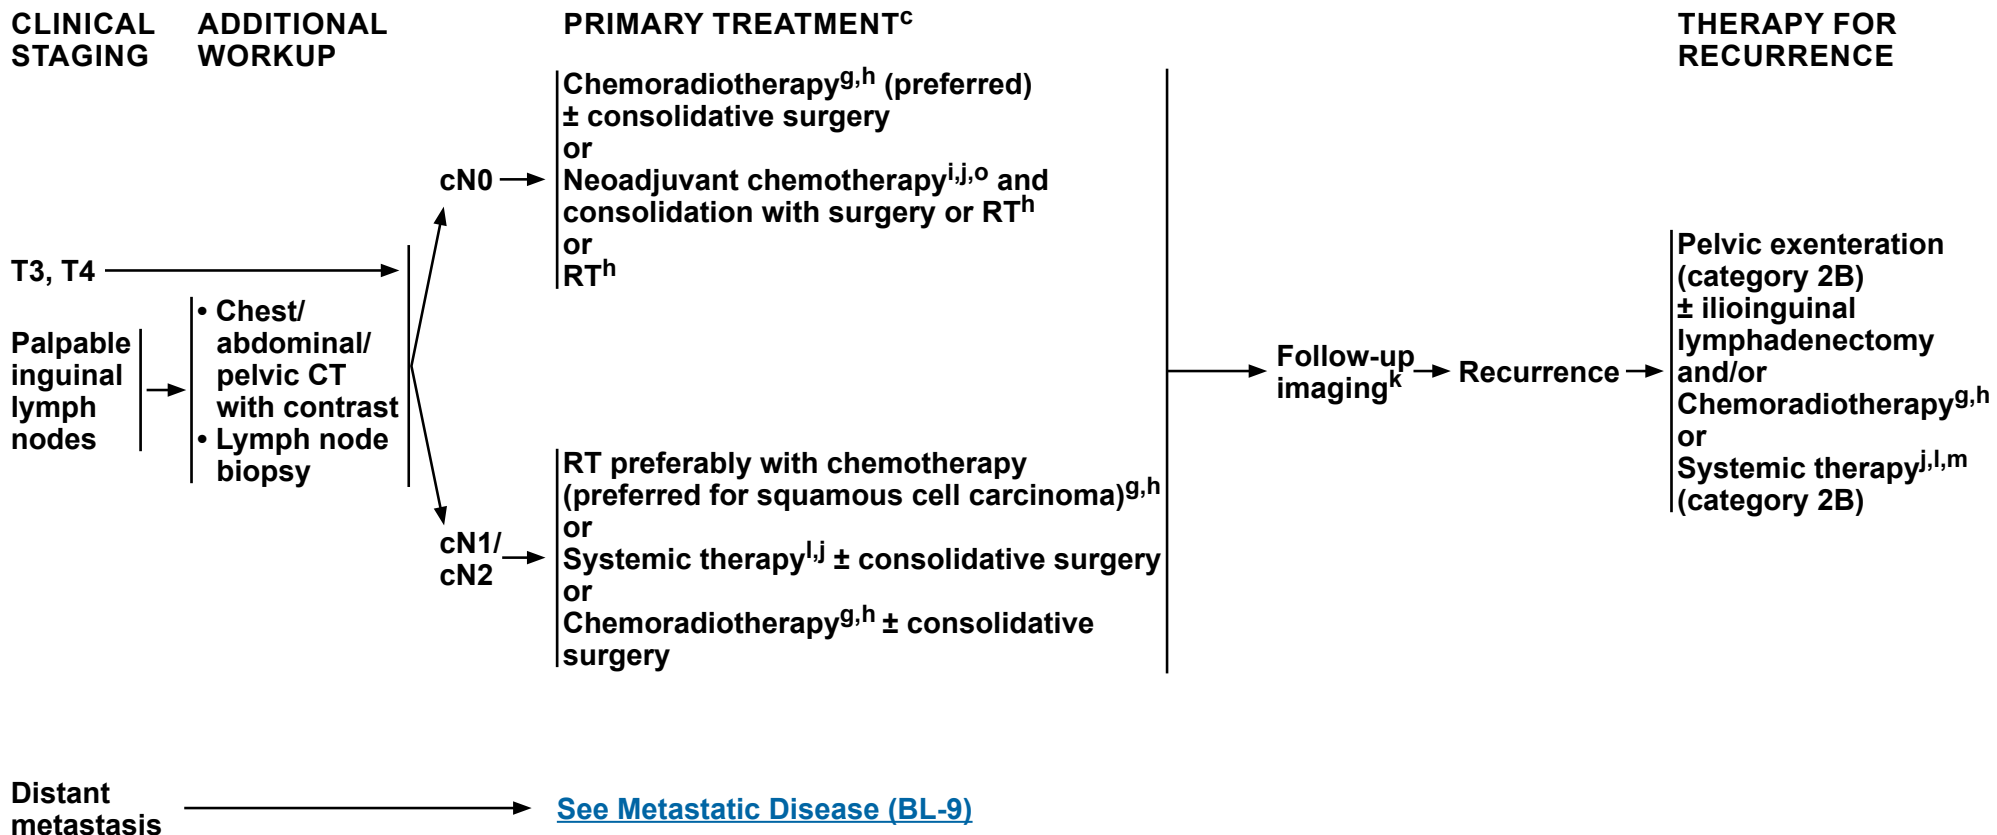 CLINICAL
STAGING
ADDITIONAL
WORKUP
PRIMARY TREATMENTc
THERAPY FOR
RECURRENCE
T3, T4
Palpable
inguinal
lymph
nodes
• Chest/
abdominal/
pelvic CT
with contrast
• Lymph node
biopsy
cN0
Chemoradiotherapyg,h (preferred)
± consolidative surgery
or
Neoadjuvant chemotherapyi,j,o and
consolidation with surgery or RTh
or
RTh
cN1/
cN2
RT preferably with chemotherapy
(preferred for squamous cell carcinoma)g,h
or
Systemic therapyl,j ± consolidative surgery
or
Chemoradiotherapyg,h ± consolidative
surgery
Follow-up
imagingk
Recurrence
Pelvic exenteration
(category 2B)
± ilioinguinal
lymphadenectomy
and/or
Chemoradiotherapyg,h
or
Systemic therapyj,l,m
(category 2B)
Distant
metastasis
See Metastatic Disease (BL-9)